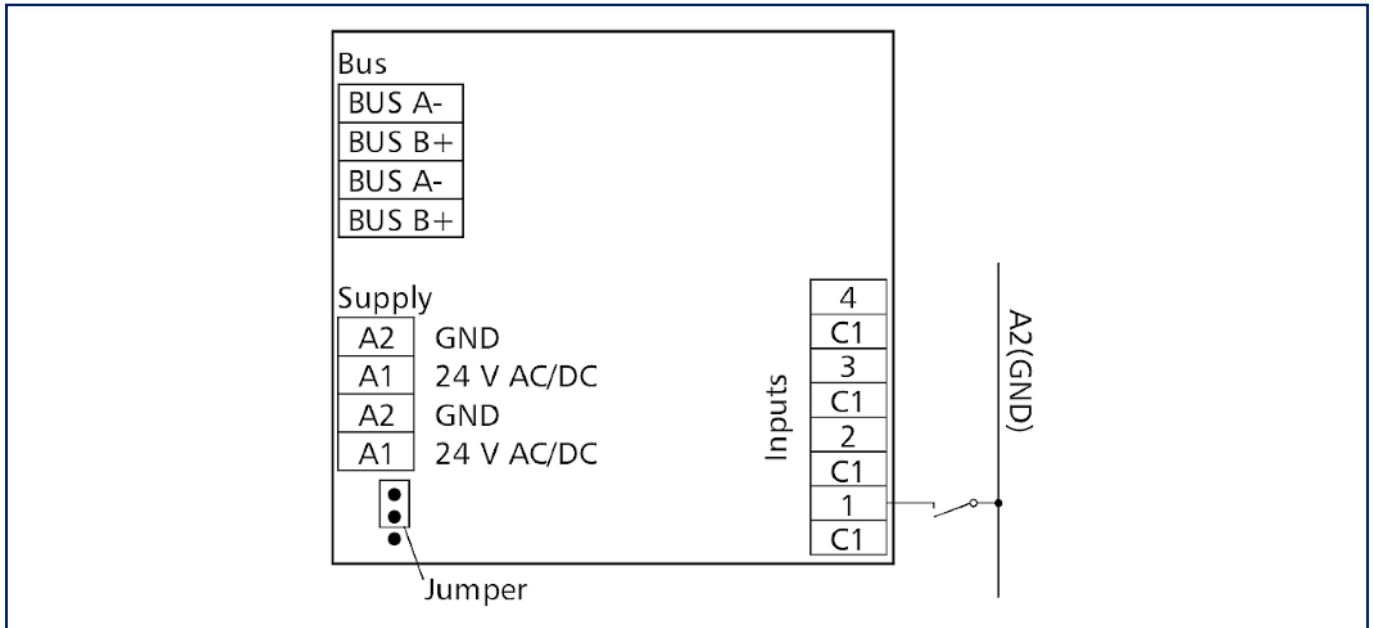 Bus
BUS A-
BUS B+
BUS A-
BUS B+
Supply
A2 GND
A1 24 V AC/DC
A2 GND
A1 24 V AC/DC
Jumper
Inputs
4
C1
3
C1
2
C1
1
C1
A2(GND)